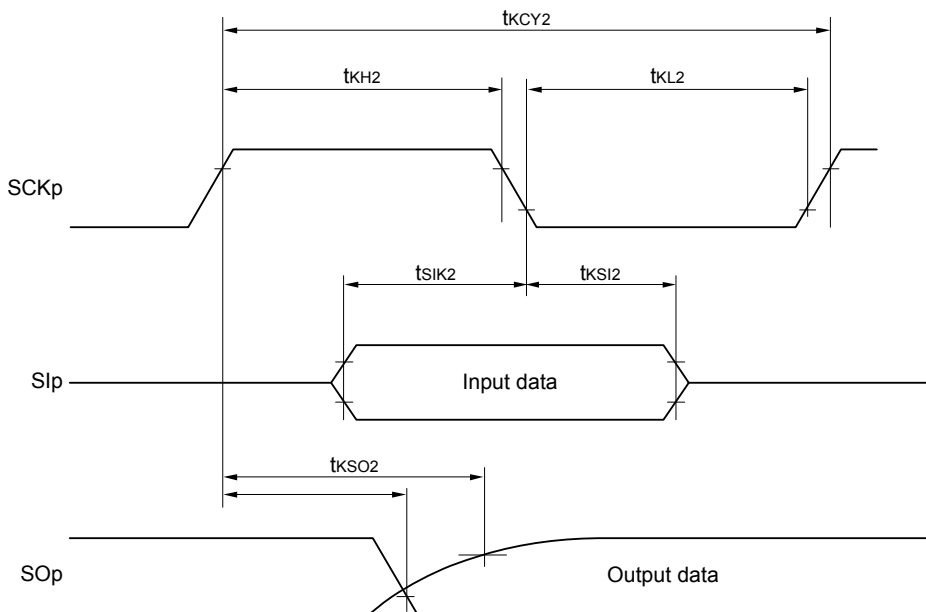 tKCY2
tKH2
tKL2
SCKp
tSIK2
tKSI2
SIp
Input data
tKSO2
SOp
Output data